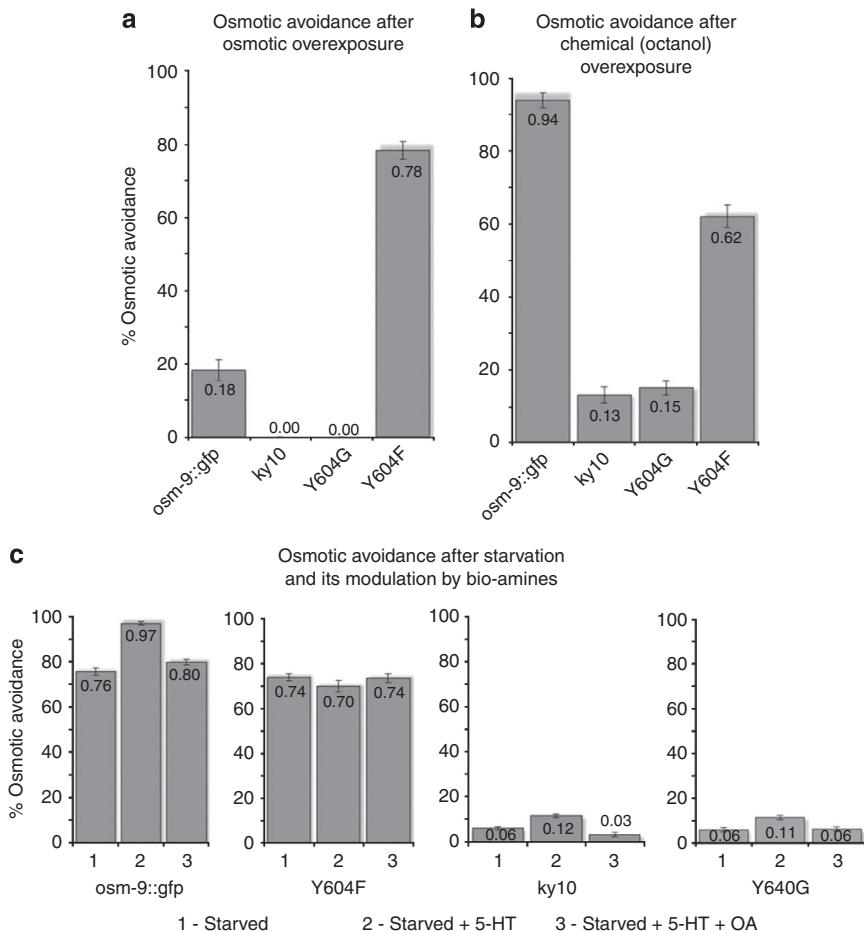 a
Osmotic avoidance after
osmotic overexposure
% Osmotic avoidance
100
80
60
40
20
0
0.18
0.00
0.00
0.78
osm-9::gfp
ky10
Y604G
Y604F
b
Osmotic avoidance after
chemical (octanol)
overexposure
100
80
60
40
20
0
0.94
0.13
0.15
0.62
osm-9::gfp
ky10
Y604G
Y604F
c
Osmotic avoidance after starvation
and its modulation by bio-amines
% Osmotic avoidance
100
80
60
40
20
0
0.76
0.97
0.80
1 2 3
osm-9::gfp
100
80
60
40
20
0
0.74
0.70
0.74
1 2 3
Y604F
100
80
60
40
20
0
0.06
0.12
0.03
1 2 3
ky10
100
80
60
40
20
0
0.06
0.11
0.06
1 2 3
Y640G
1 - Starved 2 - Starved + 5-HT 3 - Starved + 5-HT + OA